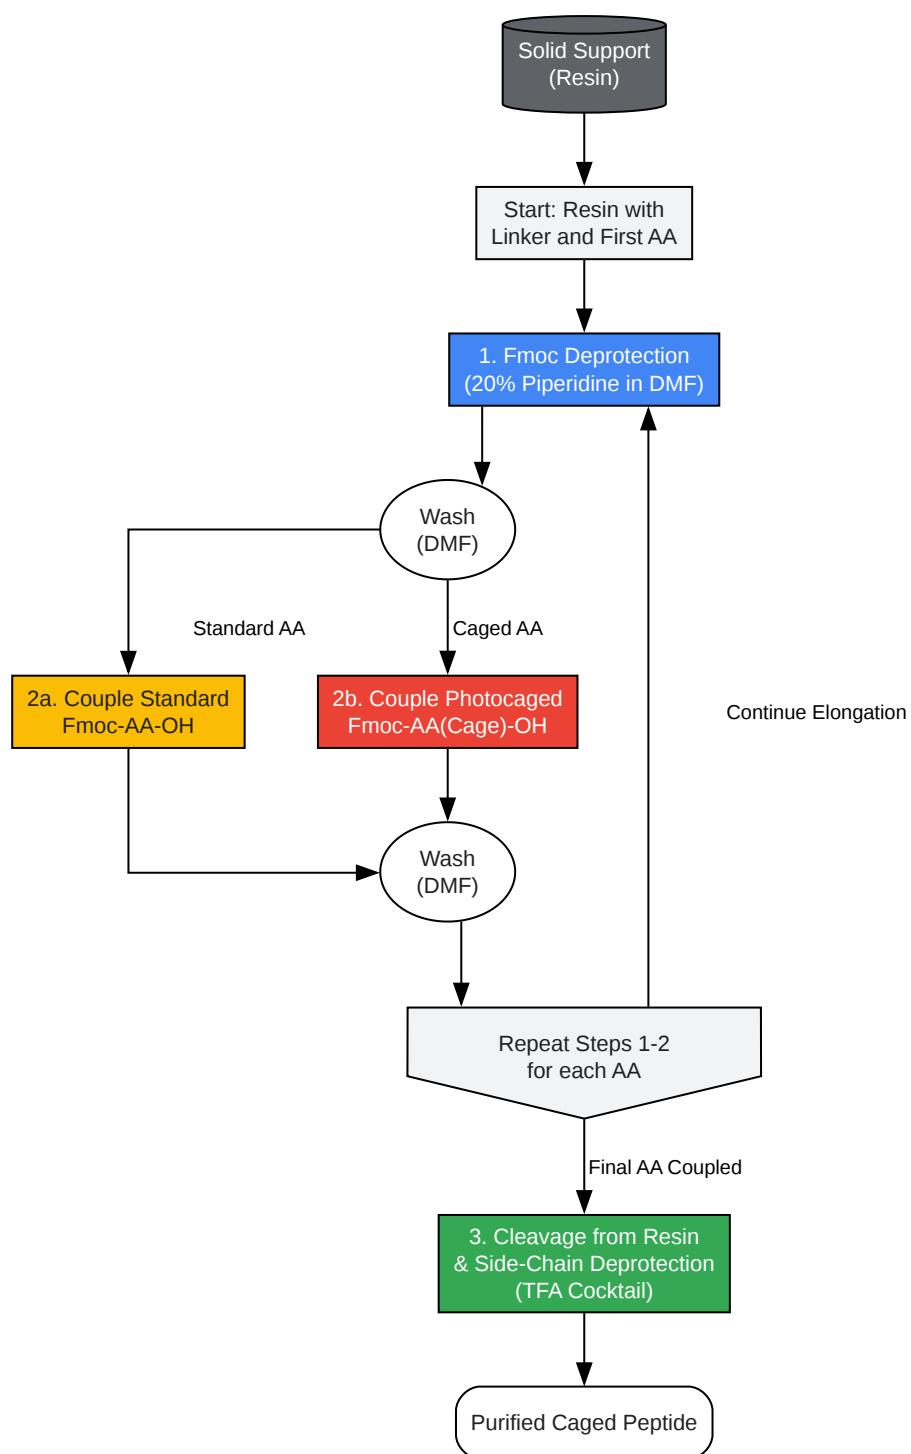 Solid Support
(Resin)
Start: Resin with
Linker and First AA
1. Fmoc Deprotection
(20% Piperidine in DMF)
Wash
(DMF)
Standard AA
Caged AA
2a. Couple Standard
Fmoc-AA-OH
2b. Couple Photocaged
Fmoc-AA(Cage)-OH
Continue Elongation
Wash
(DMF)
Repeat Steps 1-2
for each AA
Final AA Coupled
3. Cleavage from Resin
& Side-Chain Deprotection
(TFA Cocktail)
Purified Caged Peptide